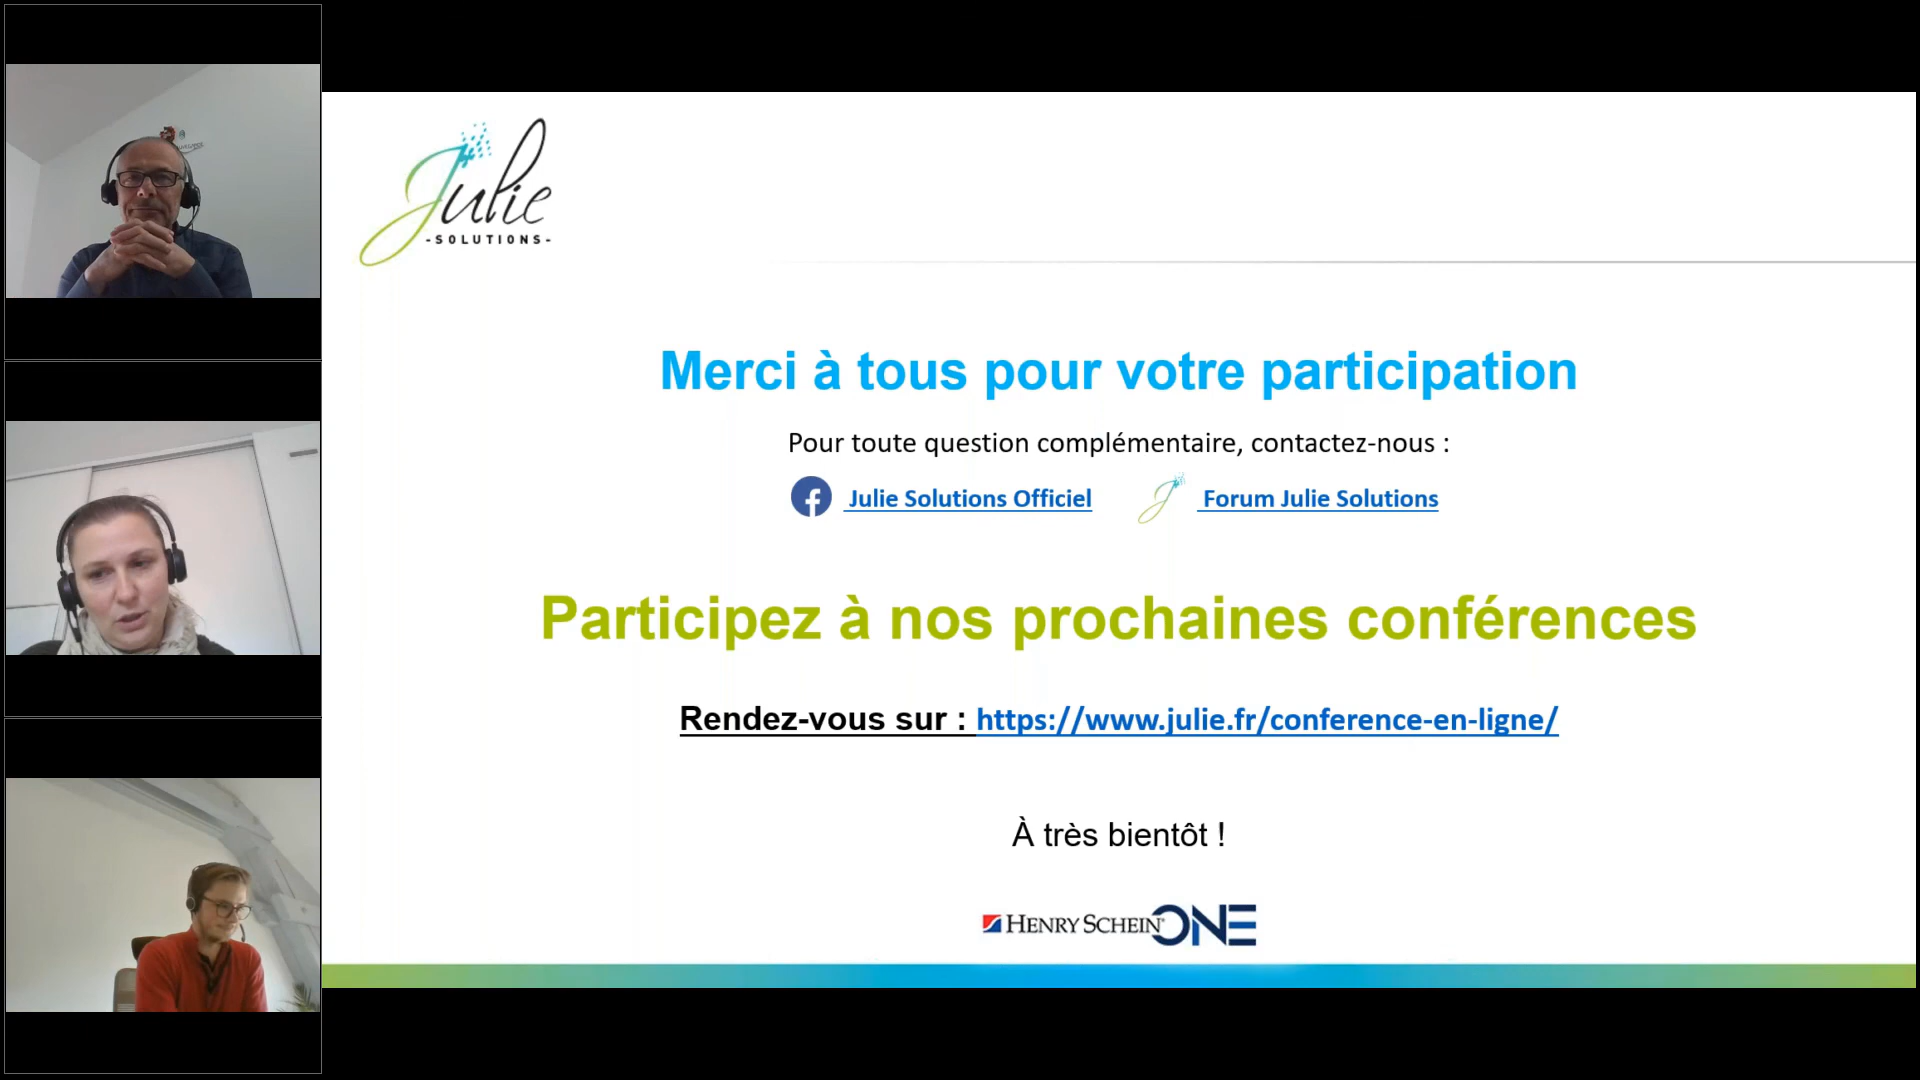 Julie
-SOLUTIONS-
Merci à tous pour votre participation
Pour toute question complémentaire, contactez-nous :
Julie Solutions Officiel
Forum Julie Solutions
Participez à nos prochaines conférences
Rendez-vous sur : https://www.julie.fr/conference-en-ligne/
À très bientôt !
HENRY SCHEIN® ONE